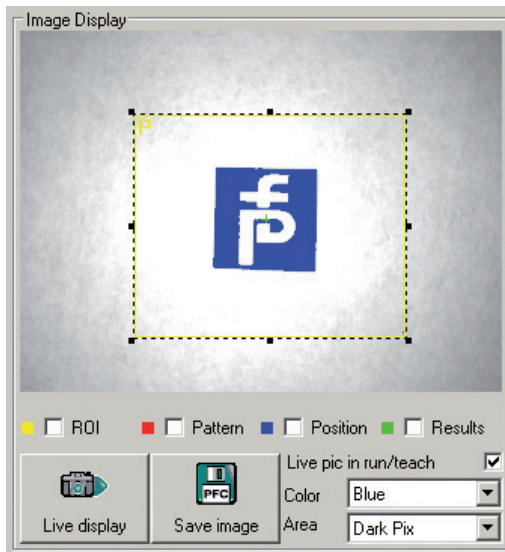 Image Display
P
fp
ROI Pattern Position Results
Live pic in run/teach
PFC
Color Blue
Live display Save image Area Dark Pix